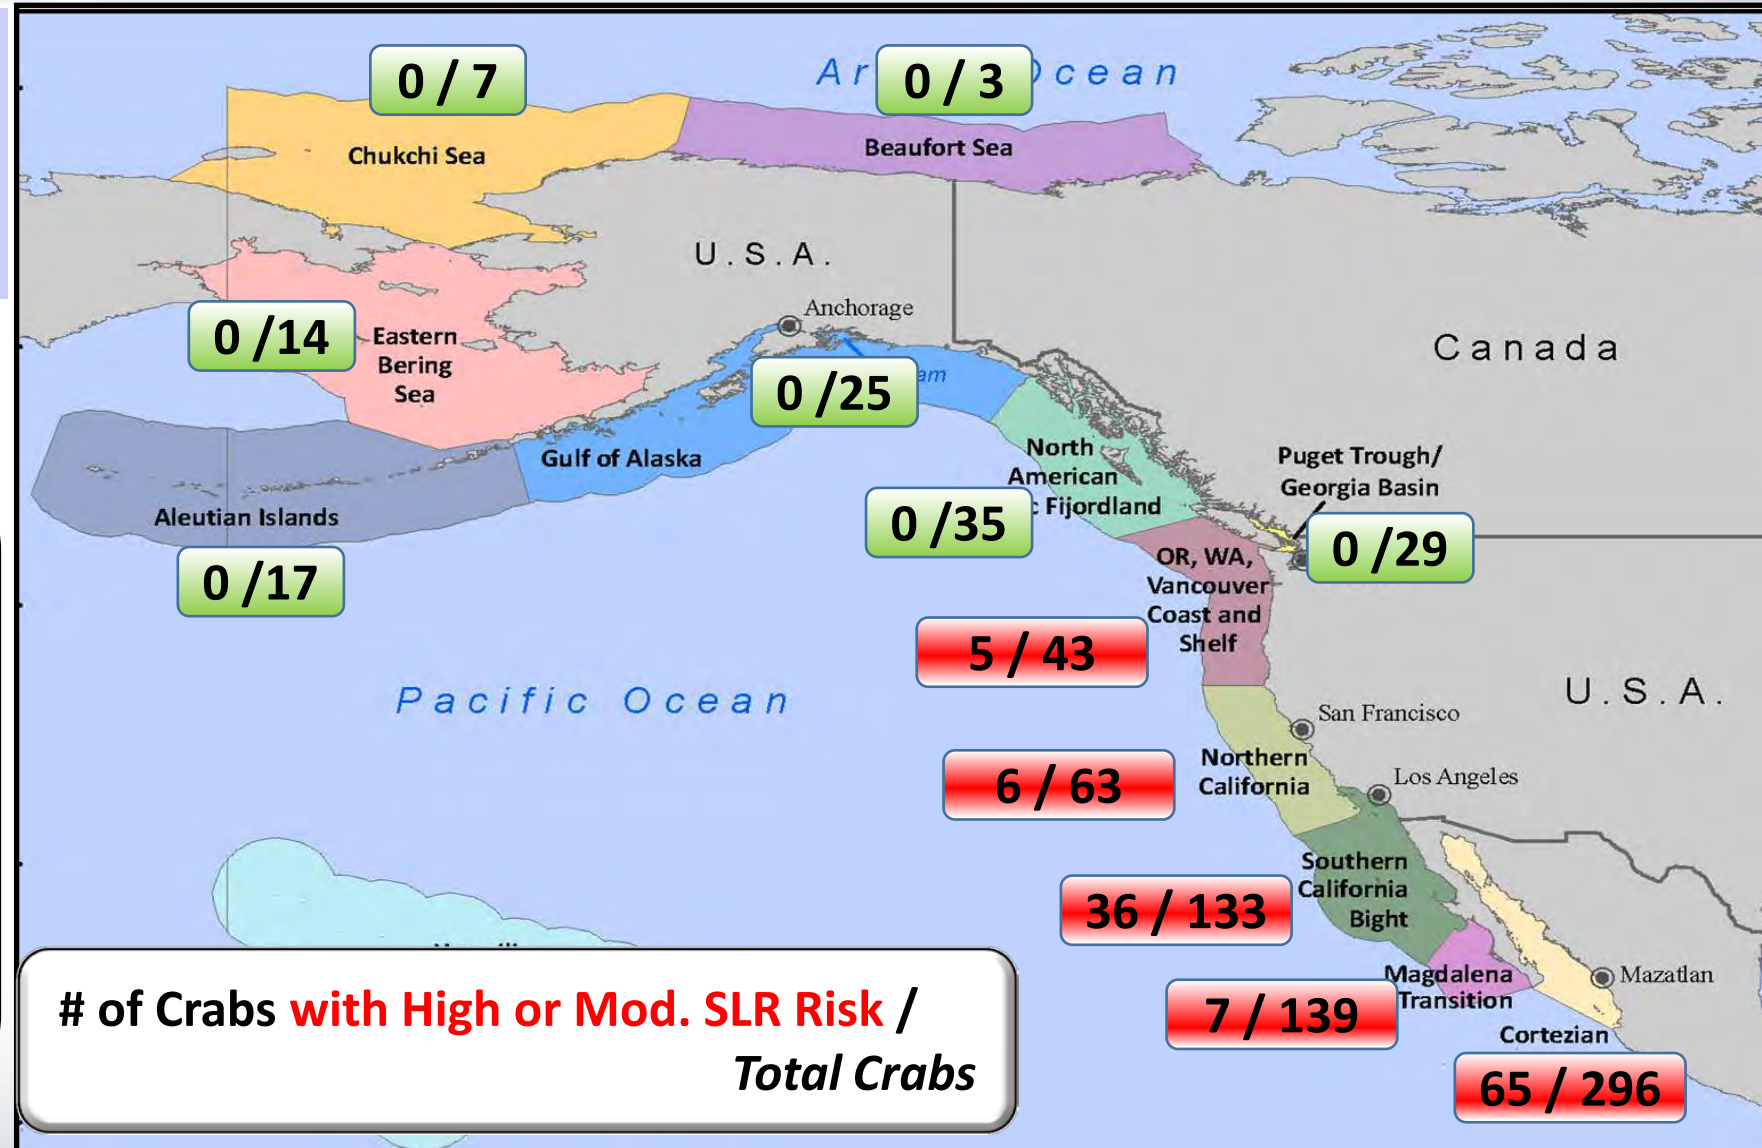 0 / 7
0 / 3
Ar
cean
Chukchi Sea
Beaufort Sea
U.S.A.
Anchorage
0 /14
Eastern
Bering
Sea
0 /25
Canada
Gulf of Alaska
North
American
Fijordland
Puget Trough/
Georgia Basin
Aleutian Islands
0 /35
0 /29
0 /17
OR, WA,
Vancouver
Coast and
Shelf
5 / 43
Pacific Ocean
U.S.A.
San Francisco
Northern
California
6 / 63
Los Angeles
Southern
California
Bight
36 / 133
Magdalena
Transition
Mazatlan
7 / 139
Cortezian
65 / 296
# of Crabs with High or Mod. SLR Risk /
Total Crabs